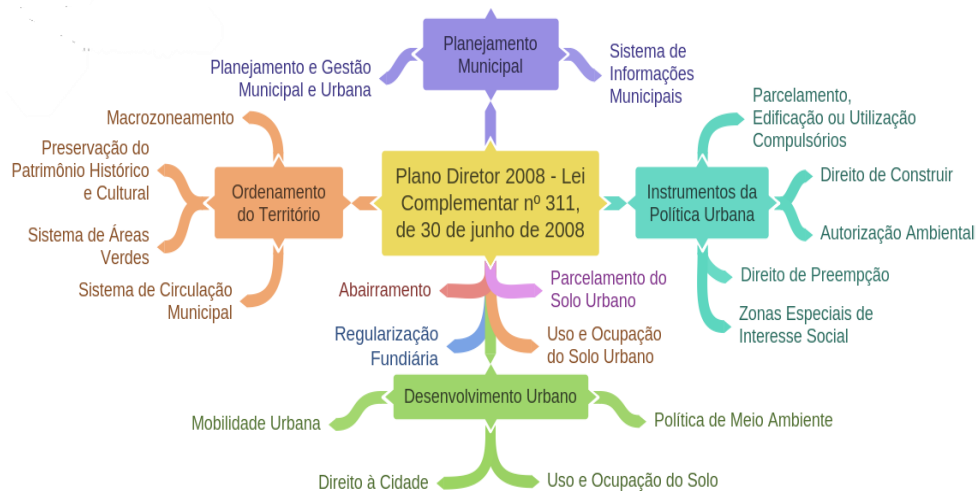 Planejamento
Municipal
Planejamento e Gestão
Municipal e Urbana
Sistema de
Informações
Municipais
Macrozoneamento
Preservação do
Patrimônio Histórico
e Cultural
Ordenamento
do Território
Sistema de Áreas
Verdes
Sistema de Circulação
Municipal
Plano Diretor 2008 - Lei
Complementar nº 311,
de 30 de junho de 2008
Parcelamento,
Edificação ou Utilização
Compulsórios
Instrumentos da
Política Urbana
Direito de Construir
Autorização Ambiental
Direito de Preempção
Zonas Especiais de
Interesse Social
Abairramento
Parcelamento do
Solo Urbano
Regularização
Fundiária
Uso e Ocupação
do Solo Urbano
Desenvolvimento Urbano
Mobilidade Urbana
Política de Meio Ambiente
Direito à Cidade
Uso e Ocupação do Solo